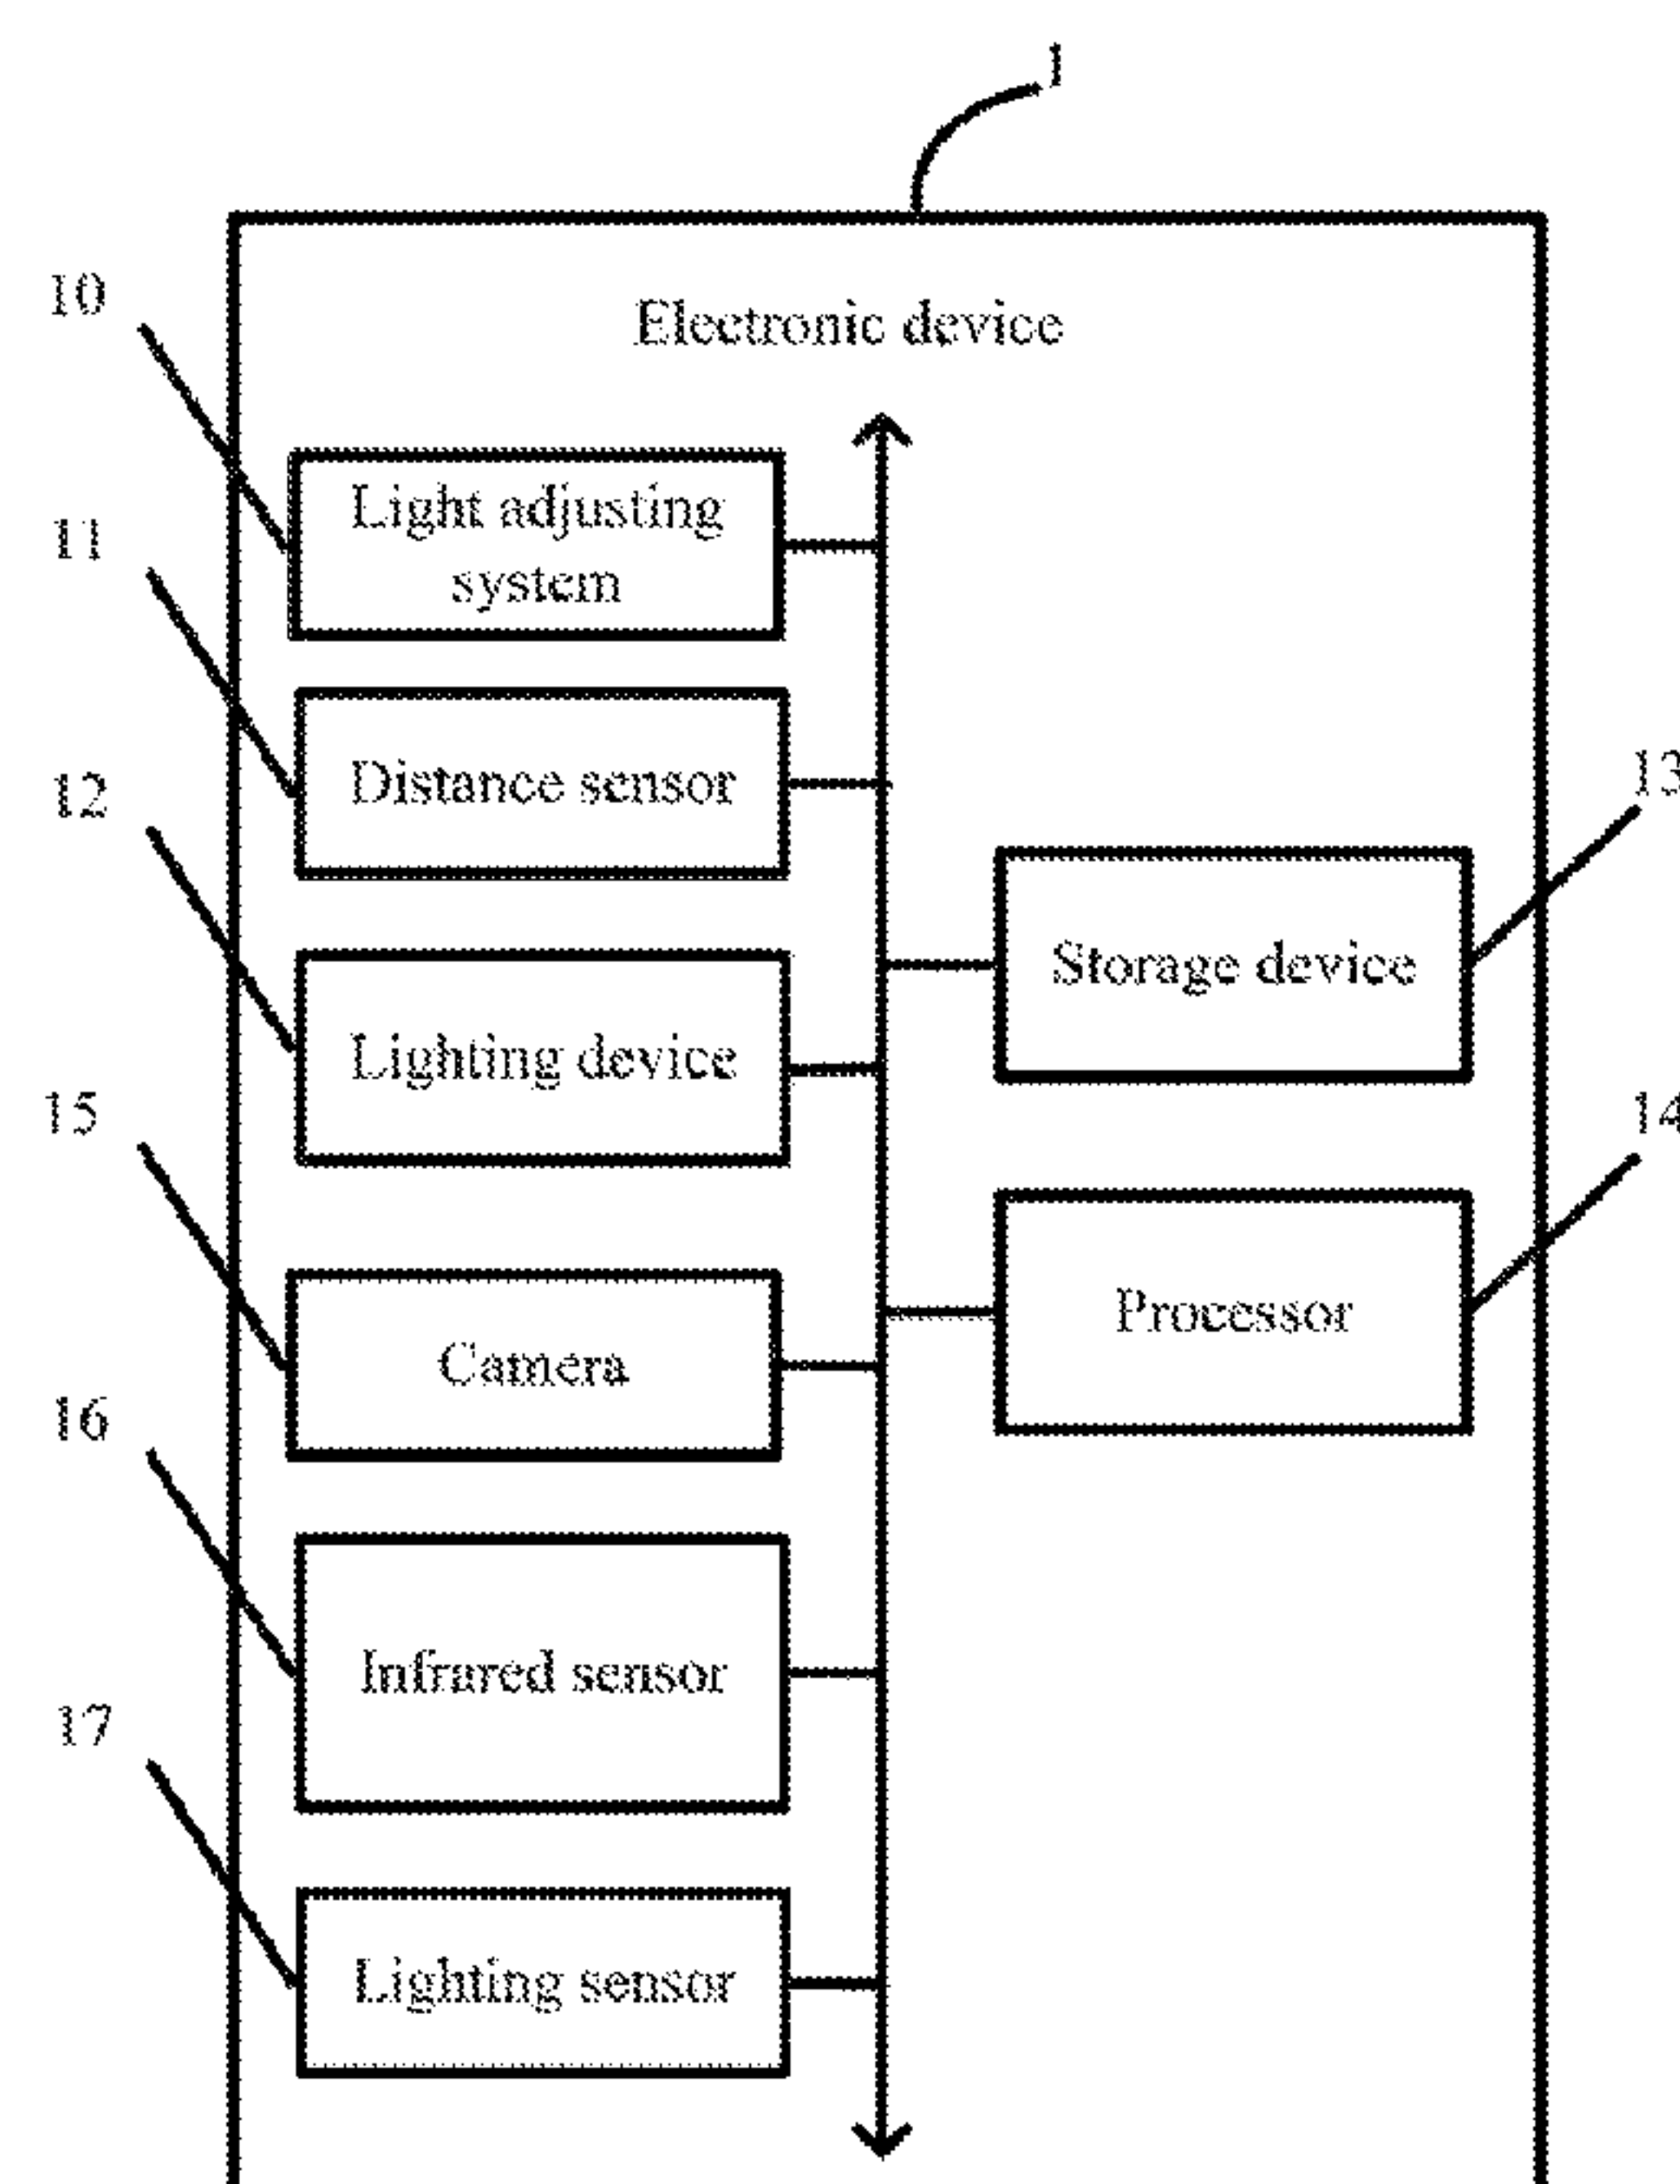 1
Electronic device
10
Light adjusting
system
11
Distance sensor
12
Lighting device
13
Storage device
14
Processor
15
Camera
16
Infrared sensor
17
Lighting sensor